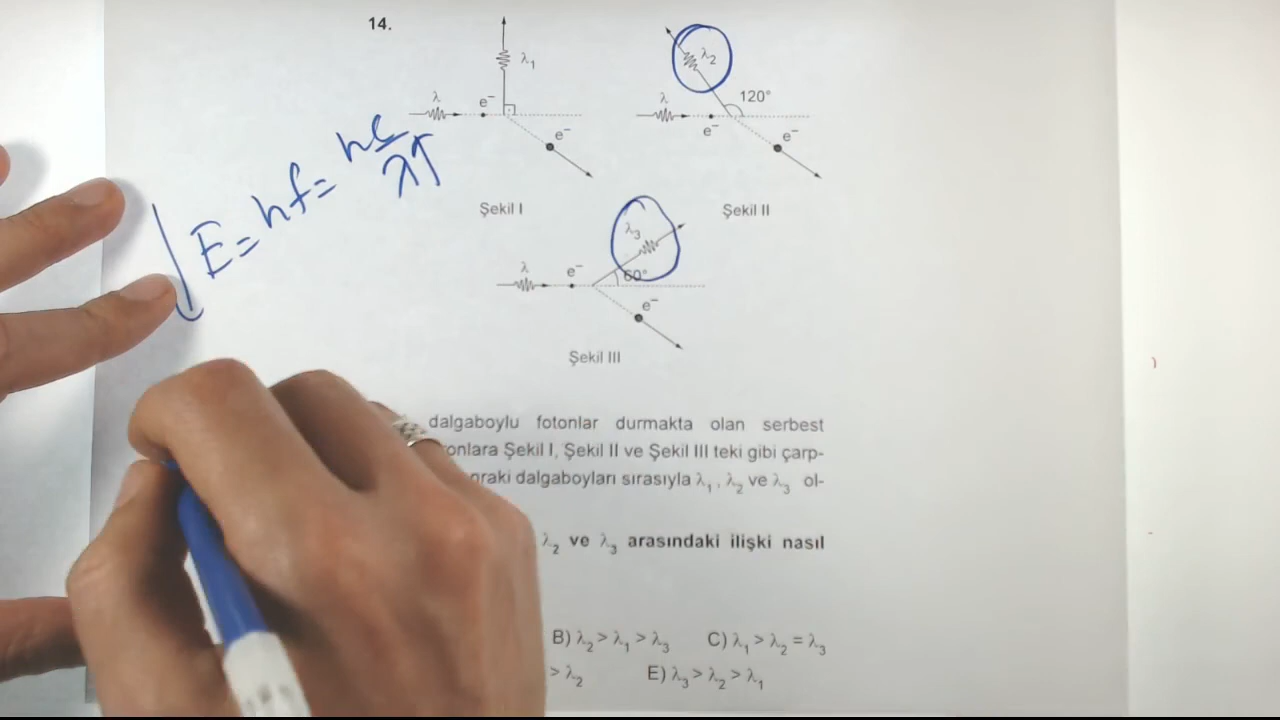 14.
λ₁
λ
e⁻
e⁻
Şekil I
λ₂
120°
λ
e⁻
e⁻
Şekil II
E = hf = hc/λ↑
λ₃
60°
λ
e⁻
e⁻
Şekil III
dalgaboylu fotonlar durmakta olan serbest
onlara Şekil I, Şekil II ve Şekil III teki gibi çarp-
raki dalgaboyları sırasıyla λ₁, λ₂ ve λ₃ ol-
λ₂ ve λ₃ arasındaki ilişki nasıl
B) λ₂ > λ₁ > λ₃ C) λ₁ > λ₂ = λ₃
> λ₂ E) λ₃ > λ₂ > λ₁